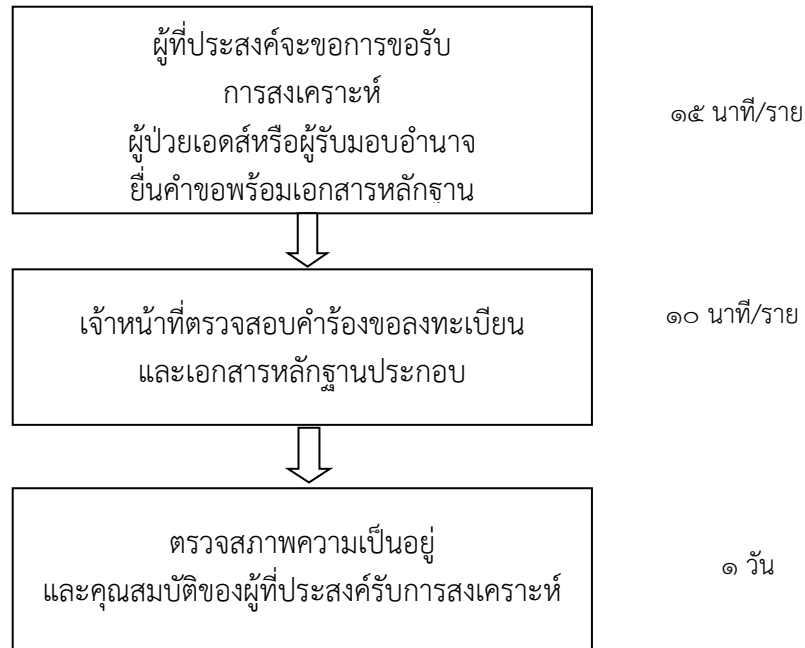 ผู้ที่ประสงค์จะขอการขอรับ
การสงเคราะห์
ผู้ป่วยเอดส์หรือผู้รับมอบอำนาจ
ยื่นคำขอพร้อมเอกสารหลักฐาน
๑๕ นาที/ราย
เจ้าหน้าที่ตรวจสอบคำร้องขอลงทะเบียน
และเอกสารหลักฐานประกอบ
๑๐ นาที/ราย
ตรวจสภาพความเป็นอยู่
และคุณสมบัติของผู้ที่ประสงค์รับการสงเคราะห์
๑ วัน